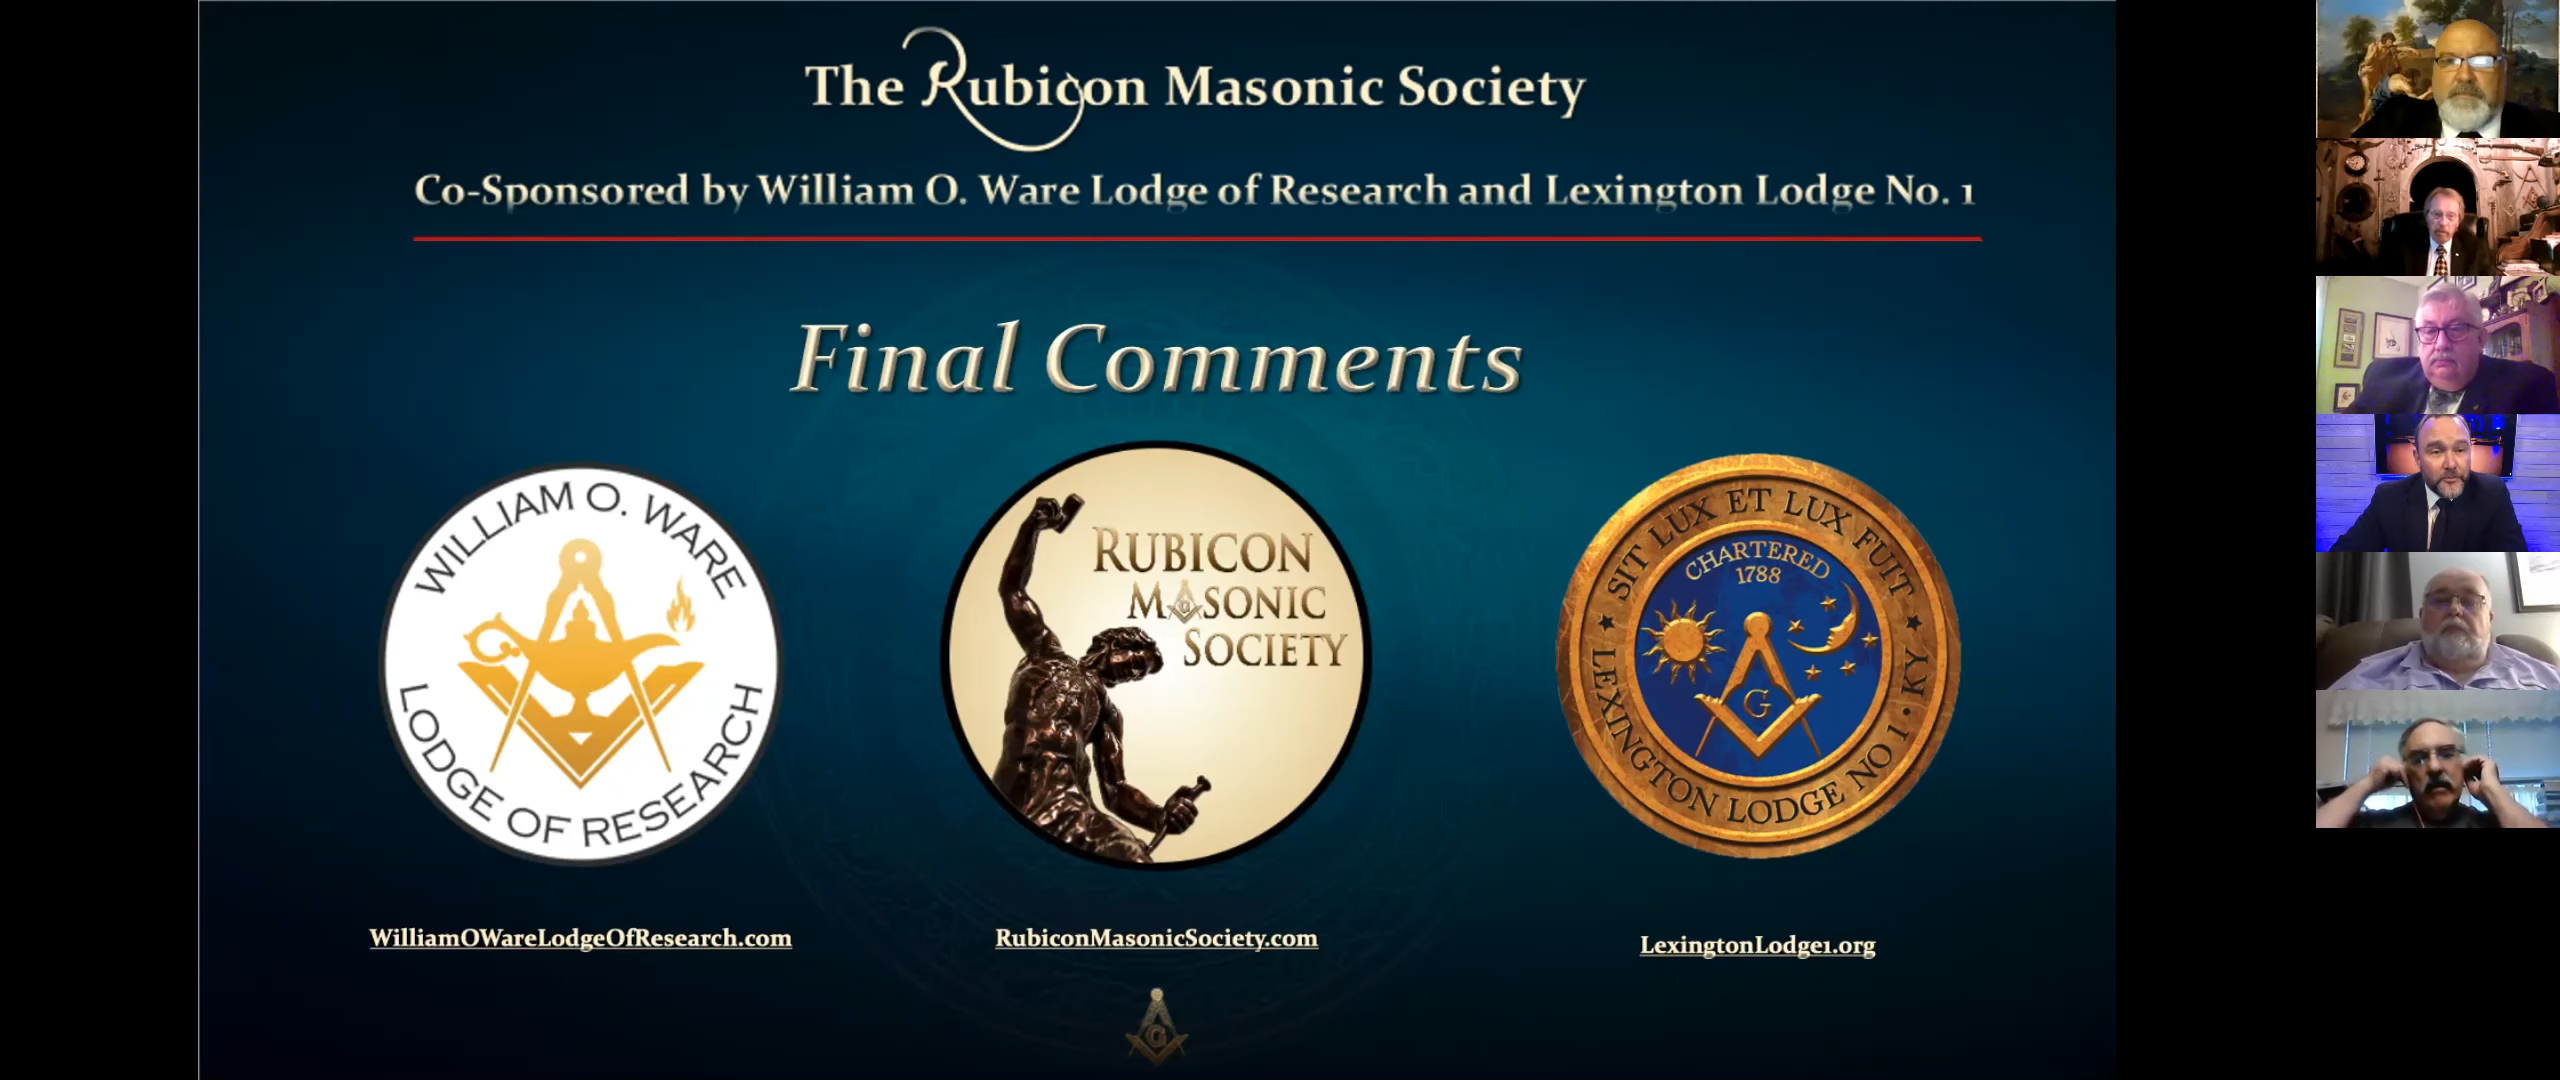 The Rubicon Masonic Society
Co-Sponsored by William O. Ware Lodge of Research and Lexington Lodge No. 1
Final Comments
WILLIAM O. WARE
LODGE OF RESEARCH
RUBICON
MASONIC
SOCIETY
SIT LUX ET LUX FUIT
CHARTERED
1788
G
LEXINGTON LODGE NO 1 · KY
WilliamOWareLodgeOfResearch.com
RubiconMasonicSociety.com
LexingtonLodge1.org
G